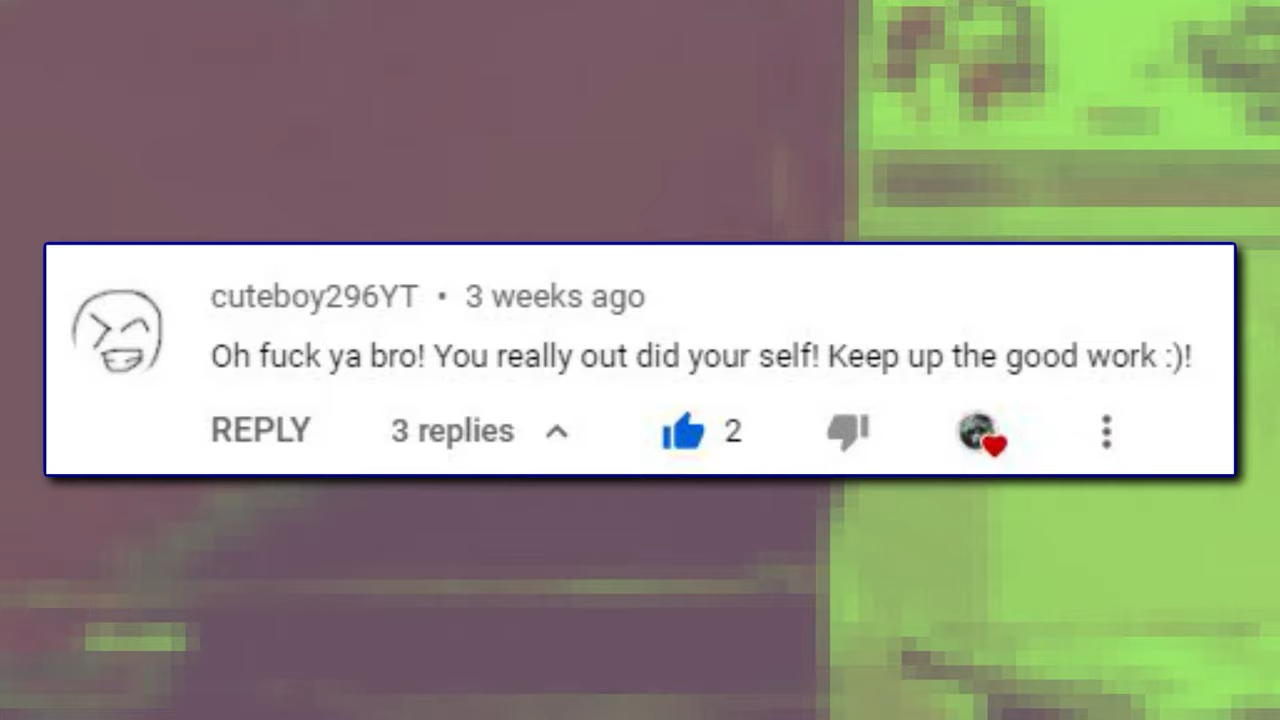 cuteboy296YT • 3 weeks ago
Oh fuck ya bro! You really out did your self! Keep up the good work :)!
REPLY 3 replies 2